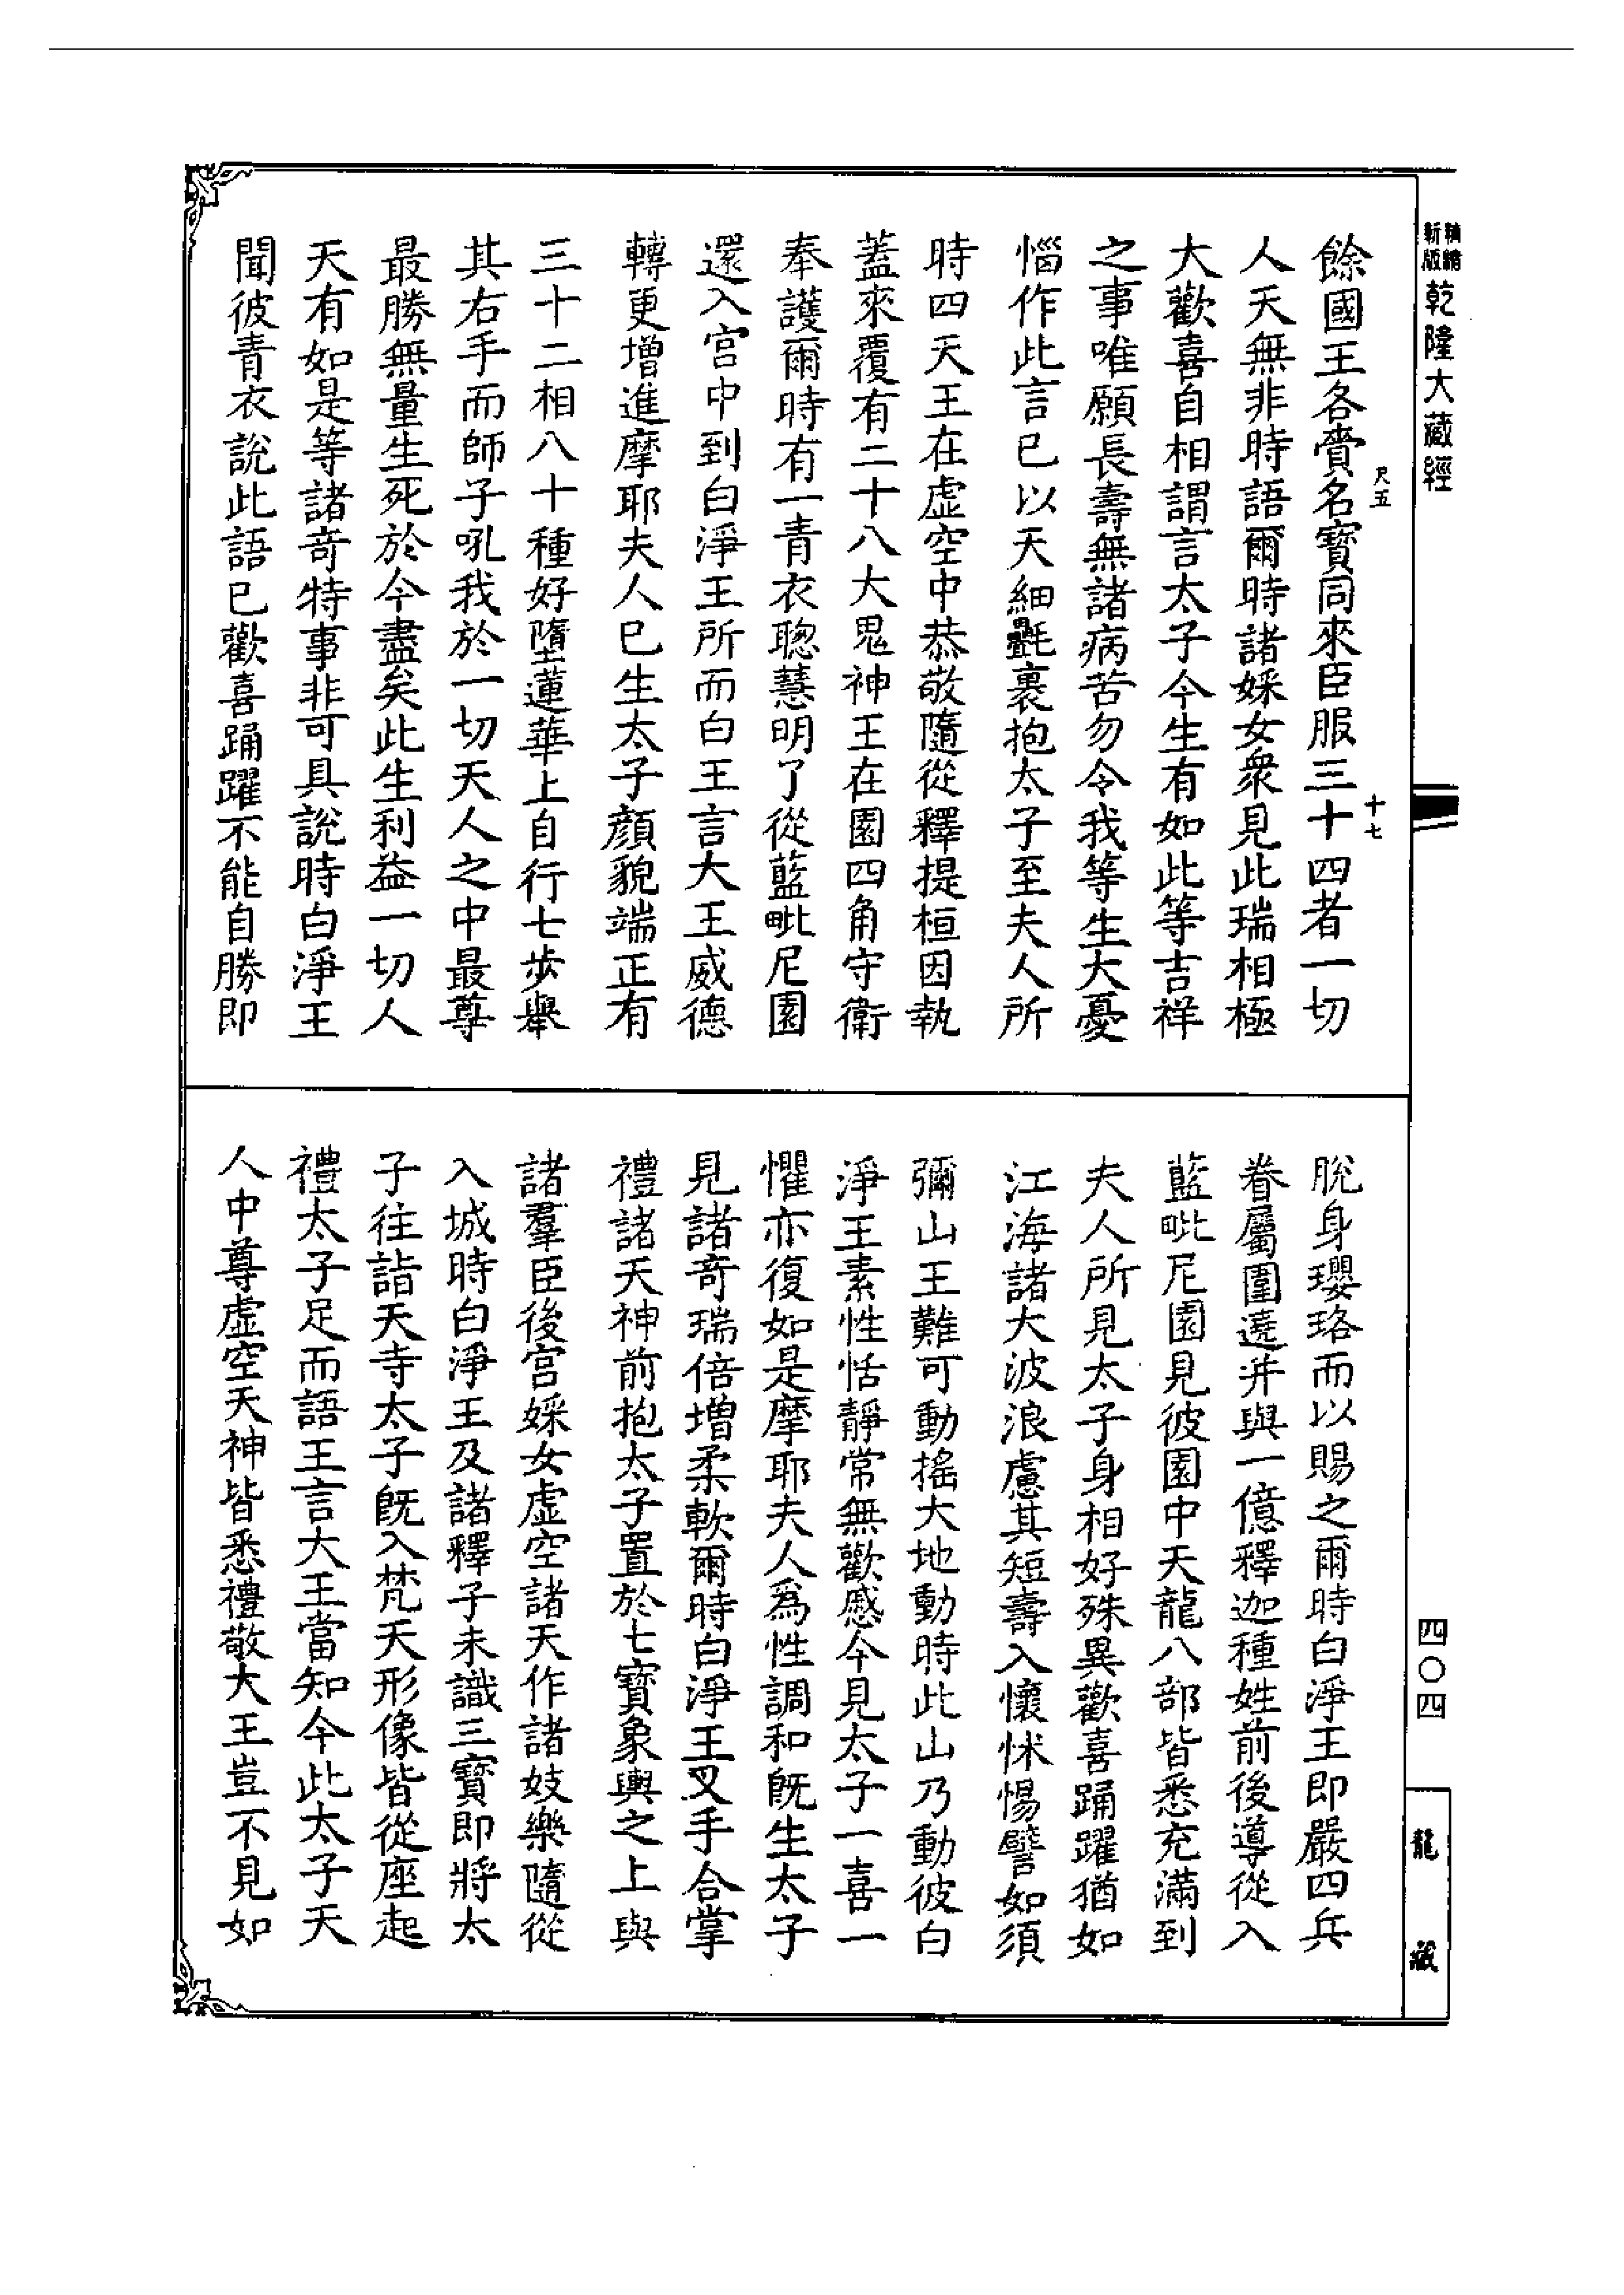 新版精縮乾隆大藏經
四〇四
龍藏
尺五
十七
餘國王各齎名寶同來臣服三十四者一切
人天無非時語爾時諸婇女衆見此瑞相極
大歡喜自相謂言太子今生有如此等吉祥
之事唯願長壽無諸病苦勿令我等生大憂
惱作此言已以天細㲲裹抱太子至夫人所
時四天王在虛空中恭敬隨從釋提桓因執
蓋來覆有二十八大鬼神王在園四角守衛
奉護爾時有一青衣聰慧明了從藍毗尼園
還入宮中到白淨王所而白王言大王威德
轉更增進摩耶夫人已生太子顏貌端正有
三十二相八十種好墮蓮華上自行七步舉
其右手而師子吼我於一切天人之中最尊
最勝無量生死於今盡矣此生利益一切人
天有如是等諸奇特事非可具說時白淨王
聞彼青衣說此語已歡喜踊躍不能自勝即
脫身瓔珞而以賜之爾時白淨王即嚴四兵
眷屬圍遶并與一億釋迦種姓前後導從入
藍毗尼園見彼園中天龍八部皆悉充滿到
夫人所見太子身相好殊異歡喜踊躍猶如
江海諸大波浪慮其短壽入懷怵惕譬如須
彌山王難可動搖大地動時此山乃動彼白
淨王素性恬靜常無歡慼今見太子一喜一
懼亦復如是摩耶夫人爲性調和旣生太子
見諸奇瑞倍增柔軟爾時白淨王叉手合掌
禮諸天神前抱太子置於七寶象輿之上與
諸羣臣後宮婇女虛空諸天作諸妓樂隨從
入城時白淨王及諸釋子未識三寶即將太
子往詣天寺太子旣入梵天形像皆從座起
禮太子足而語王言大王當知今此太子天
人中尊虛空天神皆悉禮敬大王豈不見如